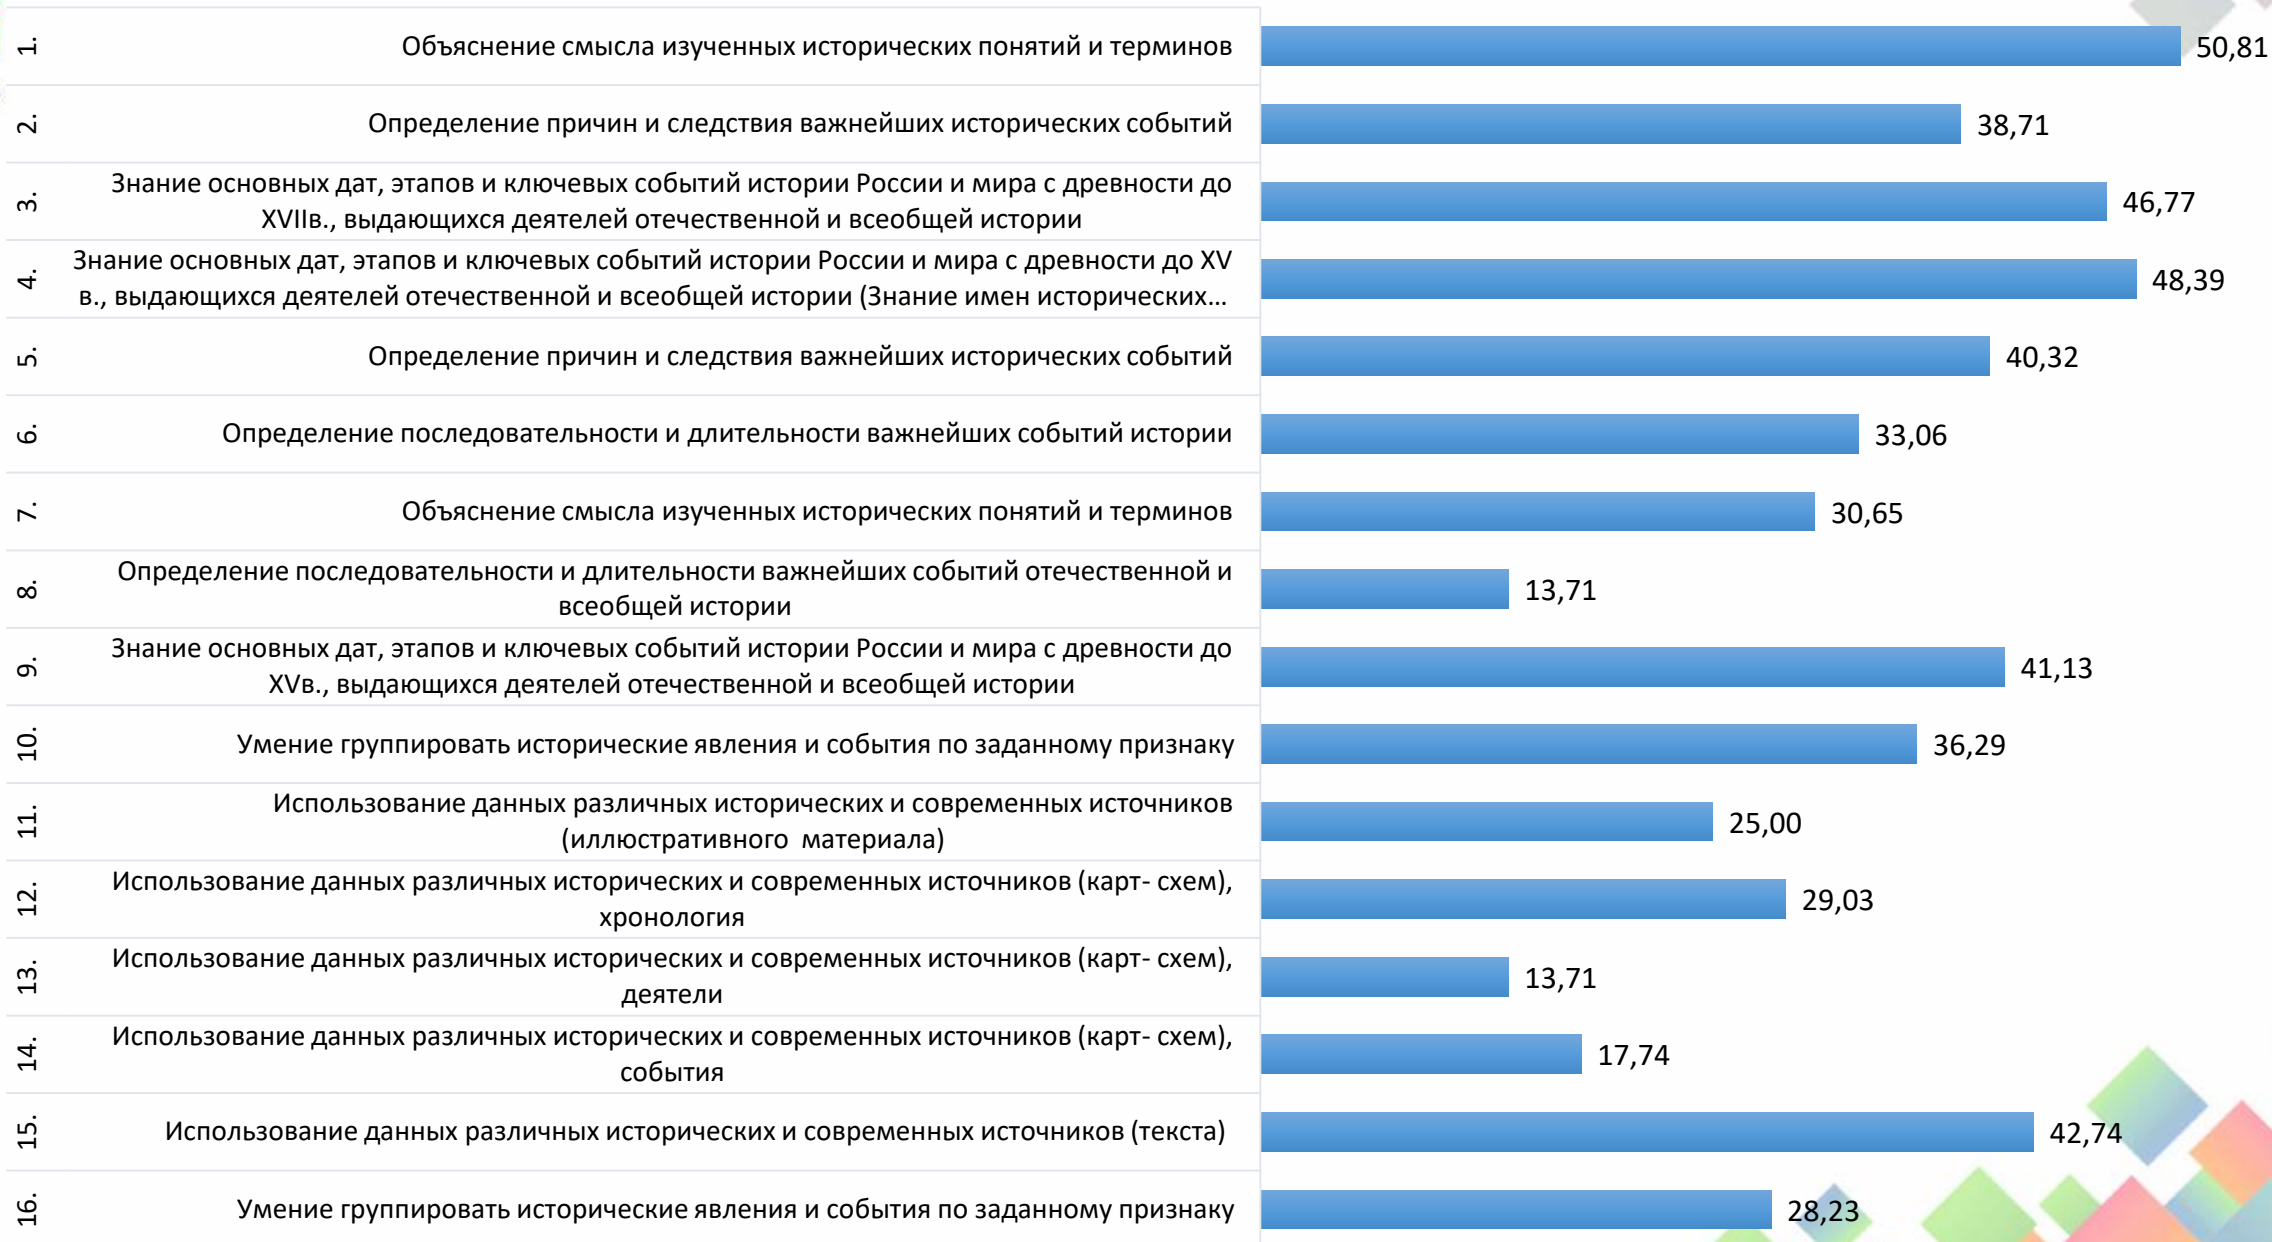 1.
Объяснение смысла изученных исторических понятий и терминов
50,81
2.
Определение причин и следствия важнейших исторических событий
38,71
3.
Знание основных дат, этапов и ключевых событий истории России и мира с древности до
XVIIв., выдающихся деятелей отечественной и всеобщей истории
46,77
4.
Знание основных дат, этапов и ключевых событий истории России и мира с древности до XV
в., выдающихся деятелей отечественной и всеобщей истории (Знание имен исторических...
48,39
5.
Определение причин и следствия важнейших исторических событий
40,32
6.
Определение последовательности и длительности важнейших событий истории
33,06
7.
Объяснение смысла изученных исторических понятий и терминов
30,65
8.
Определение последовательности и длительности важнейших событий отечественной и
всеобщей истории
13,71
9.
Знание основных дат, этапов и ключевых событий истории России и мира с древности до
XVв., выдающихся деятелей отечественной и всеобщей истории
41,13
10.
Умение группировать исторические явления и события по заданному признаку
36,29
11.
Использование данных различных исторических и современных источников
(иллюстративного  материала)
25,00
12.
Использование данных различных исторических и современных источников (карт- схем),
хронология
29,03
13.
Использование данных различных исторических и современных источников (карт- схем),
деятели
13,71
14.
Использование данных различных исторических и современных источников (карт- схем),
события
17,74
15.
Использование данных различных исторических и современных источников (текста)
42,74
16.
Умение группировать исторические явления и события по заданному признаку
28,23